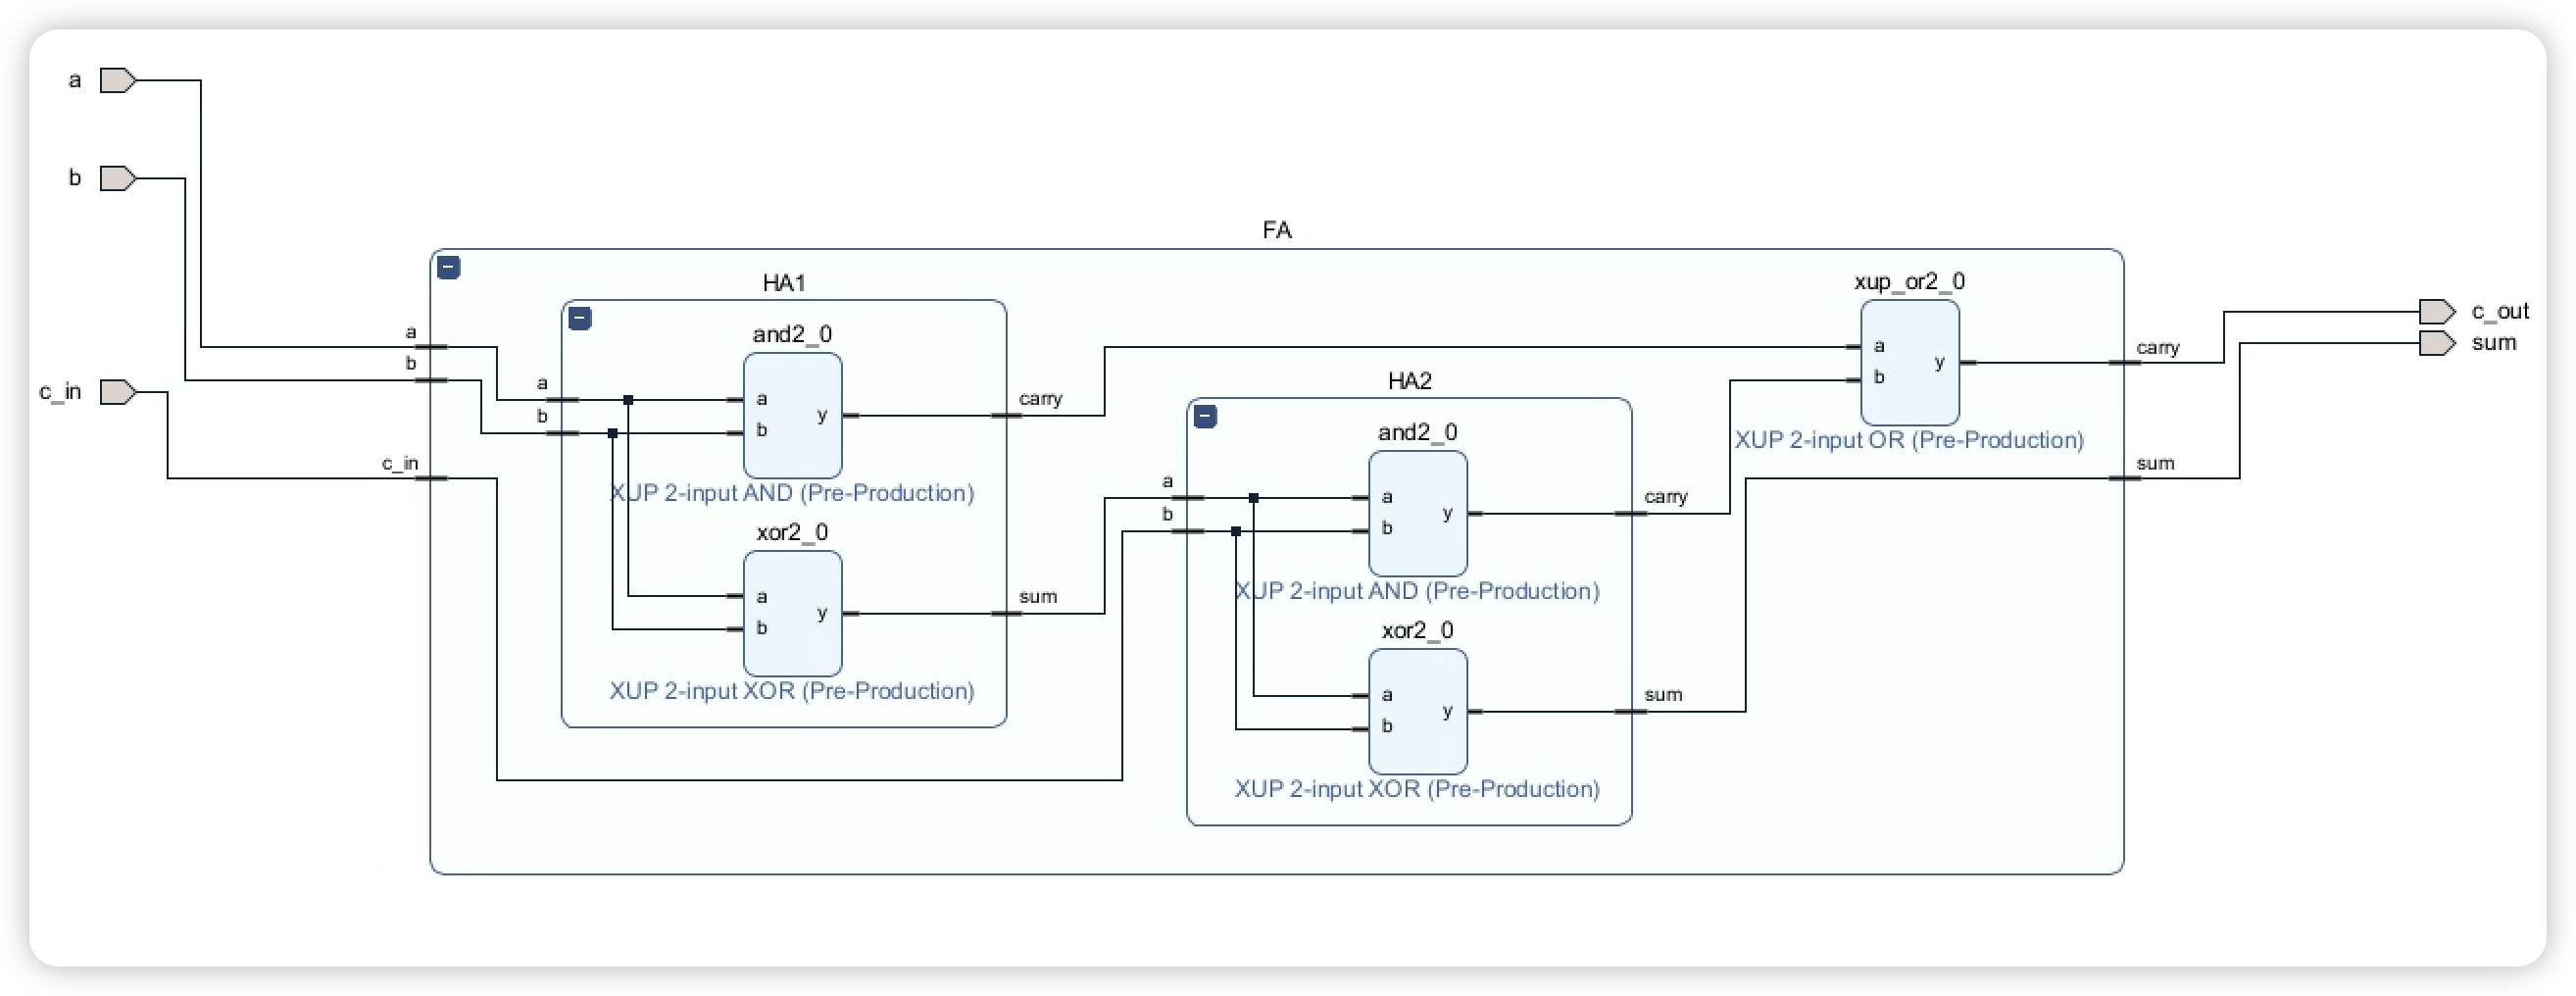 a
b
c_in
FA
HA1
and2_0
a
b
y
XUP 2-input AND (Pre-Production)
xor2_0
a
b
y
XUP 2-input XOR (Pre-Production)
a
b
c_in
a
b
carry
sum
HA2
and2_0
a
b
y
XUP 2-input AND (Pre-Production)
xor2_0
a
b
y
XUP 2-input XOR (Pre-Production)
a
b
carry
sum
xup_or2_0
a
b
y
XUP 2-input OR (Pre-Production)
carry
sum
c_out
sum